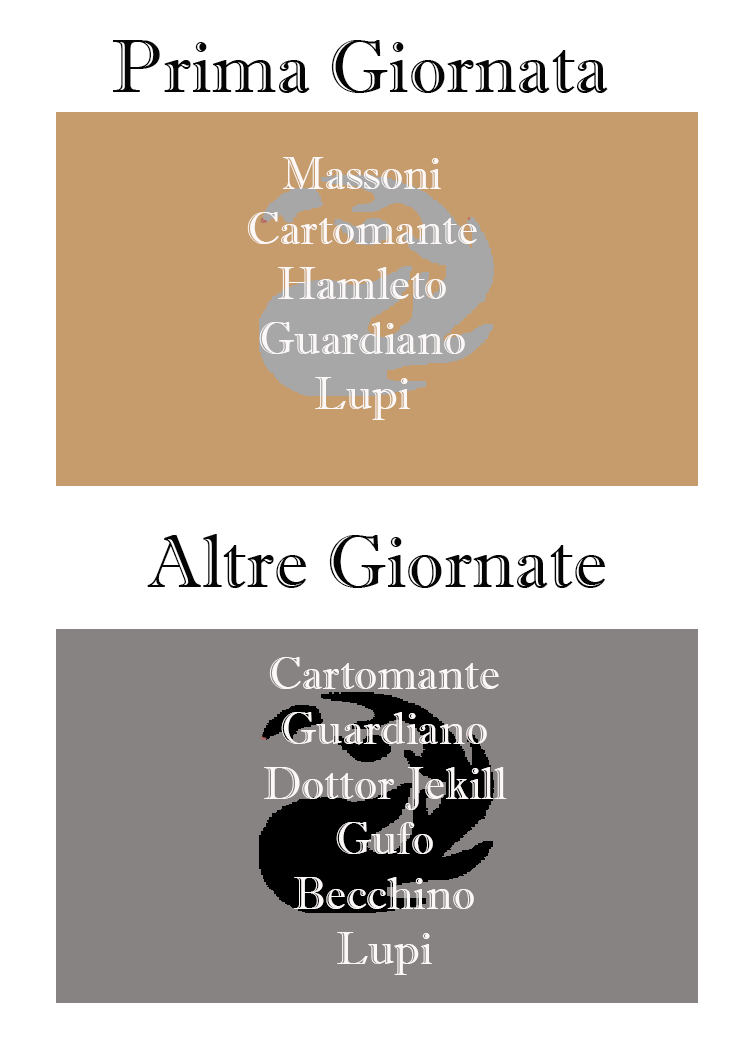 Prima Giornata
Massoni
Cartomante
Hamleto
Guardiano
Lupi
Altre Giornate
Cartomante
Guardiano
Dottor Jekill
Gufo
Becchino
Lupi